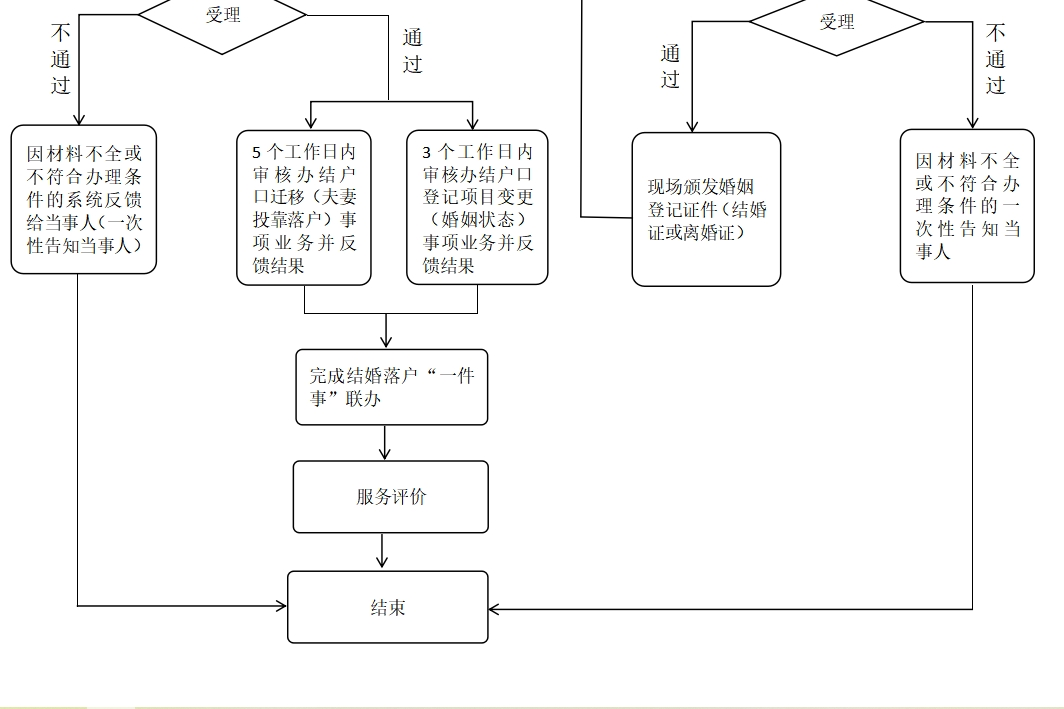 受理
不
通
过
通
过
因材料不全或
不符合办理条
件的系统反馈
给当事人（一次
性告知当事人）
5个工作日内
审核办结户
口迁移（夫妻
投靠落户）事
项业务并反
馈结果
3个工作日内
审核办结户口
登记项目变更
（婚姻状态）
事项业务并反
馈结果
受理
通
过
不
通
过
现场颁发婚姻
登记证件（结婚
证或离婚证）
因材料不全
或不符合办
理条件的一
次性告知当
事人
完成结婚落户“一件
事”联办
服务评价
结束